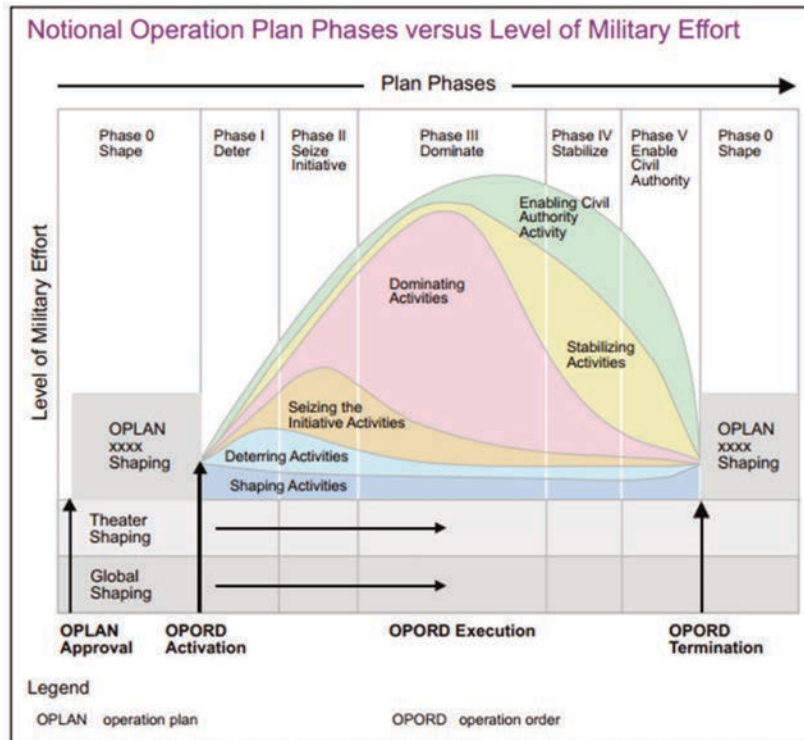 Notional Operation Plan Phases versus Level of Military Effort
Plan Phases
Phase 0
Shape
Phase I
Deter
Phase II
Seize
Initiative
Phase III
Dominate
Phase IV
Stabilize
Phase V
Enable
Civil
Authority
Phase 0
Shape
Level of Military Effort
Enabling Civil
Authority
Activity
Dominating
Activities
Stabilizing
Activities
Seizing the
Initiative Activities
Deterring Activities
Shaping Activities
OPLAN
xxxx
Shaping
OPLAN
xxxx
Shaping
Theater
Shaping
Global
Shaping
OPLAN
Approval
OPORD
Activation
OPORD Execution
OPORD
Termination
Legend
OPLAN operation plan
OPORD operation order